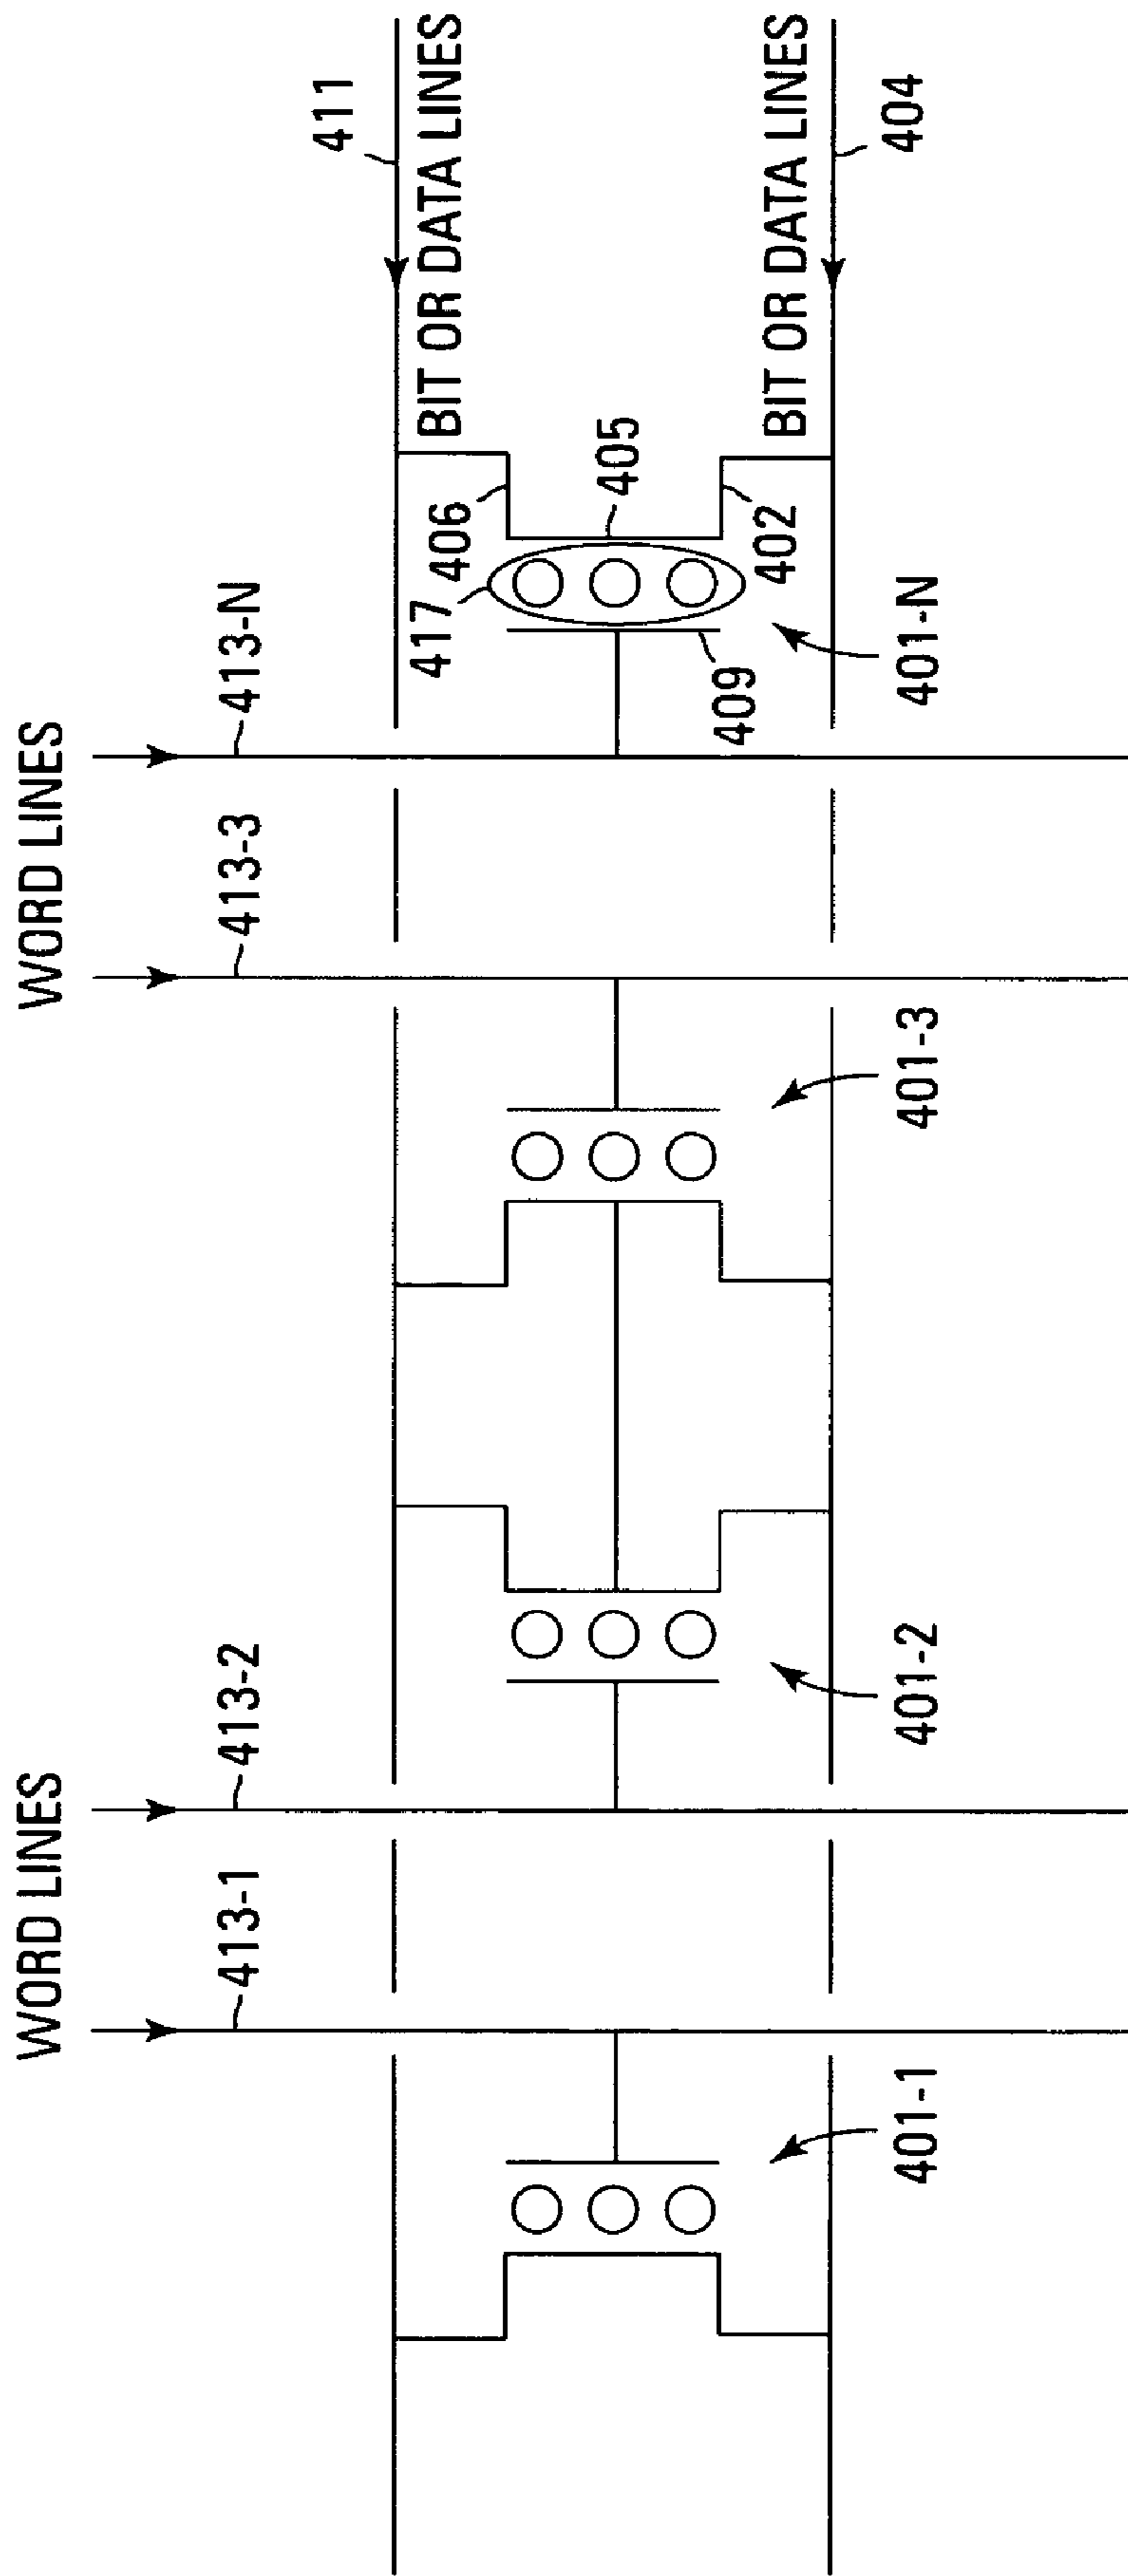 WORD LINES
WORD LINES
413-1
413-2
413-3
413-N
411
BIT OR DATA LINES
417
406
405
BIT OR DATA LINES
409
402
404
401-1
401-2
401-3
401-N